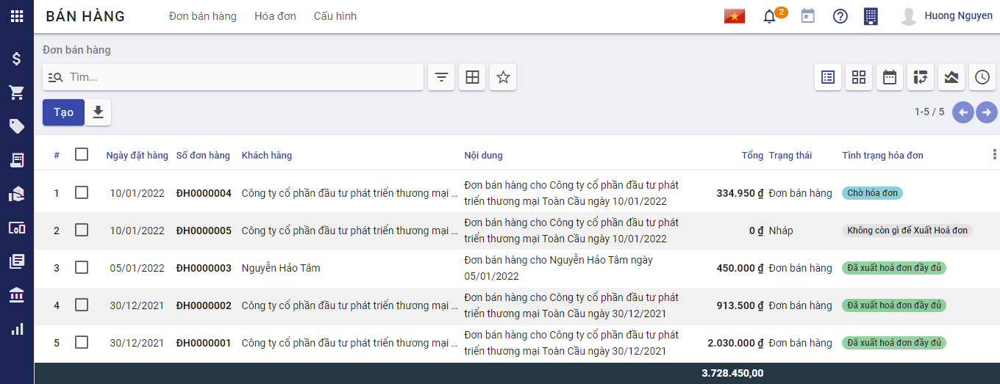 BÁN HÀNG Đơn bán hàng Hóa đơn Cấu hình 2 Huong Nguyen
Đơn bán hàng
Tìm...
Tạo 1-5 / 5
# Ngày đặt hàng Số đơn hàng Khách hàng Nội dung Tổng Trạng thái Tình trạng hóa đơn
1 10/01/2022 ĐH0000004 Công ty cổ phần đầu tư phát triển thương mại ... Đơn bán hàng cho Công ty cổ phần đầu tư phát 334.950 ₫ Đơn bán hàng Chờ hóa đơn
triển thương mại Toàn Cầu ngày 10/01/2022
2 10/01/2022 ĐH0000005 Công ty cổ phần đầu tư phát triển thương mại ... Đơn bán hàng cho Công ty cổ phần đầu tư phát 0 ₫ Nháp Không còn gì để Xuất Hoá đơn
triển thương mại Toàn Cầu ngày 10/01/2022
3 05/01/2022 ĐH0000003 Nguyễn Hảo Tâm Đơn bán hàng cho Nguyễn Hảo Tâm ngày 450.000 ₫ Đơn bán hàng Đã xuất hoá đơn đầy đủ
05/01/2022
4 30/12/2021 ĐH0000002 Công ty cổ phần đầu tư phát triển thương mại ... Đơn bán hàng cho Công ty cổ phần đầu tư phát 913.500 ₫ Đơn bán hàng Đã xuất hoá đơn đầy đủ
triển thương mại Toàn Cầu ngày 30/12/2021
5 30/12/2021 ĐH0000001 Công ty cổ phần đầu tư phát triển thương mại ... Đơn bán hàng cho Công ty cổ phần đầu tư phát 2.030.000 ₫ Đơn bán hàng Đã xuất hoá đơn đầy đủ
triển thương mại Toàn Cầu ngày 30/12/2021
3.728.450,00